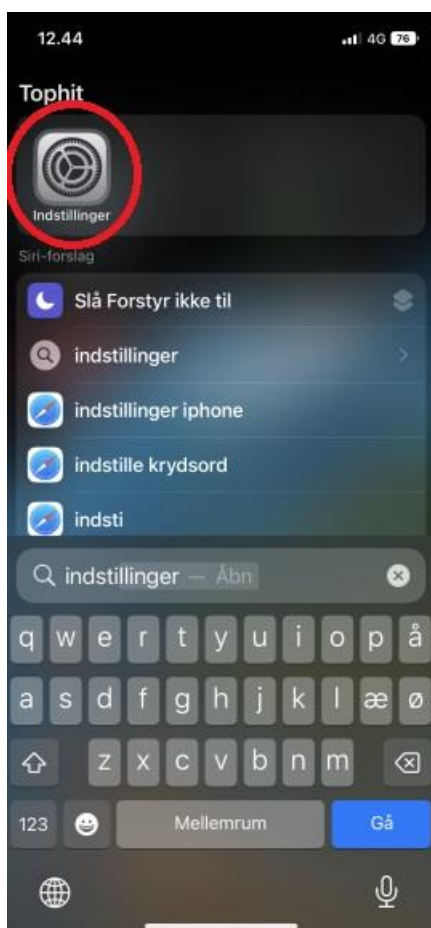 12.44 4G 76
Tophit
Indstillinger
Siri-forslag
Slå Forstyr ikke til
indstillinger
indstillinger iphone
indstille krydsord
indsti
indstillinger — Åbn
q w e r t y u i o p å
a s d f g h j k l æ ø
z x c v b n m
123 Mellemrum Gå